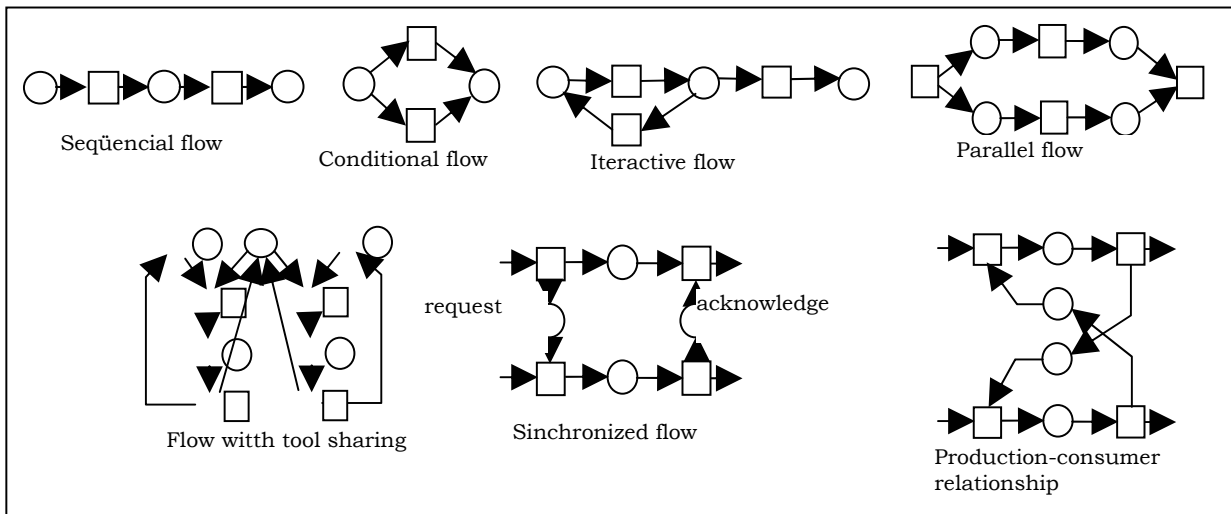 Seqüencial flow
Conditional flow
Iteractive flow
Parallel flow
request
acknowledge
Flow witth tool sharing
Sinchronized flow
Production-consumer
relationship